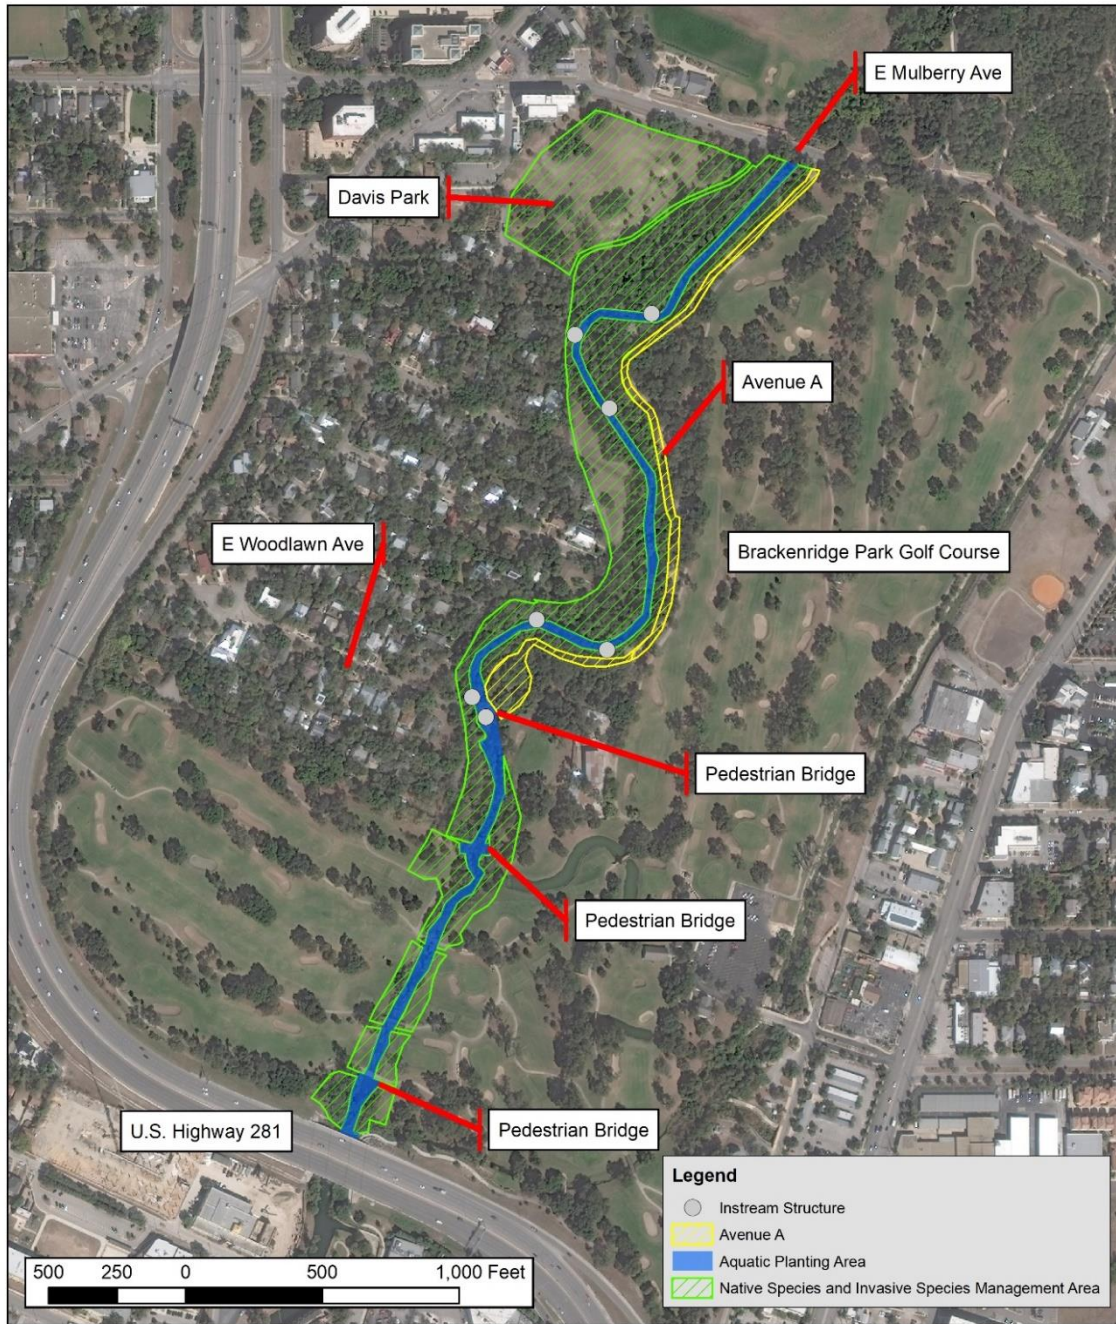 E Mulberry Ave
Davis Park
Avenue A
E Woodlawn Ave
Brackenridge Park Golf Course
Pedestrian Bridge
Pedestrian Bridge
U.S. Highway 281
Pedestrian Bridge
Legend
Instream Structure
Avenue A
Aquatic Planting Area
Native Species and Invasive Species Management Area
500 250 0 500 1,000 Feet